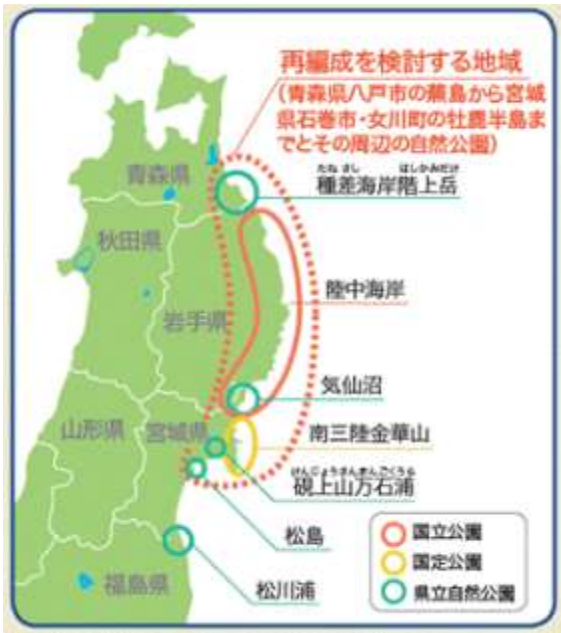 再編成を検討する地域
(青森県八戸市の蕪島から宮城
県石巻市・女川町の牡鹿半島ま
でとその周辺の自然公園)
青森県
たねさし はしかみだけ
種差海岸階上岳
秋田県
陸中海岸
岩手県
気仙沼
山形県
宮城県
南三陸金華山
けんじょうさんまんごくうら
硯上山万石浦
国立公園
松島
国定公園
県立自然公園
福島県
松川浦